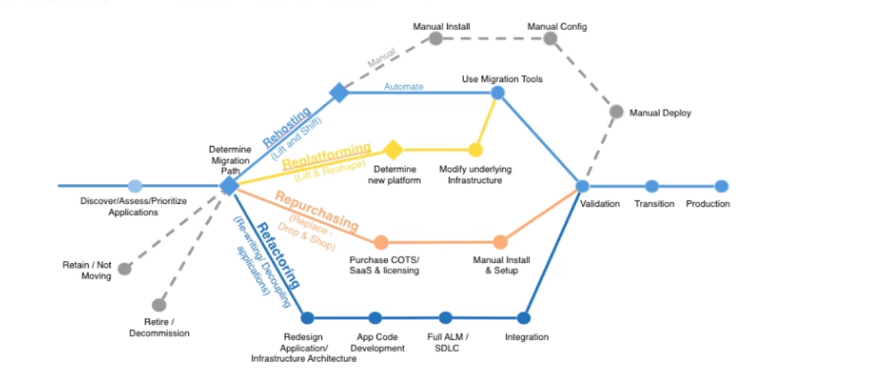 Manual Install
Manual Config
Manual
Automate
Use Migration Tools
Manual Deploy
Rehosting
(Lift and Shift)
Determine
Migration
Path
Replatforming
(Lift & Reshape)
Determine
new platform
Modify underlying
Infrastructure
Discover/Assess/Prioritize
Applications
Validation
Transition
Production
Repurchasing
(Replace -
Drop & Shop)
Purchase COTS/
SaaS & licensing
Manual Install
& Setup
Refactoring
(Re-writing/ Decoupling
applications)
Retain / Not
Moving
Retire /
Decommission
Redesign
Application/
Infrastructure Architecture
App Code
Development
Full ALM /
SDLC
Integration